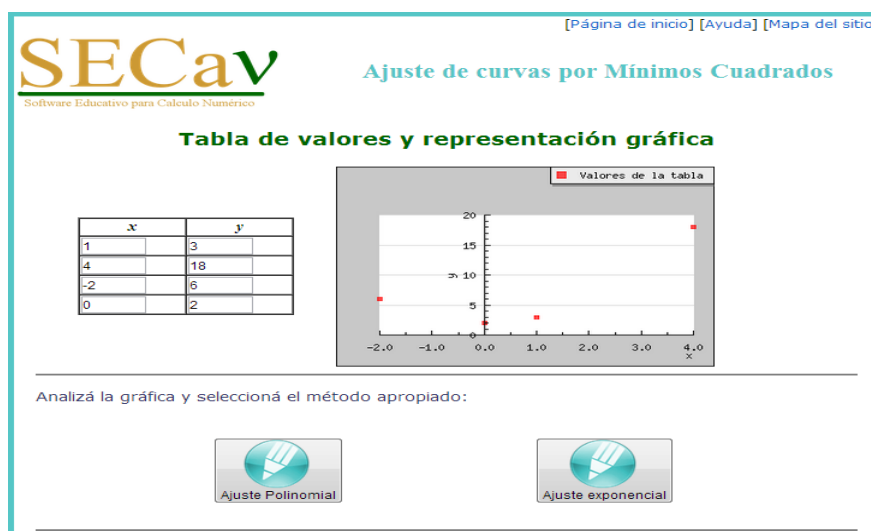 [Página de inicio] [Ayuda] [Mapa del sitio
SECav
Software Educativo para Calculo Numérico
Ajuste de curvas por Mínimos Cuadrados
Tabla de valores y representación gráfica
x y
1 3
4 18
-2 6
0 2
Valores de la tabla
20
15
10
5
0
y
-2.0 -1.0 0.0 1.0 2.0 3.0 4.0
x
Analizá la gráfica y seleccioná el método apropiado:
Ajuste Polinomial
Ajuste exponencial